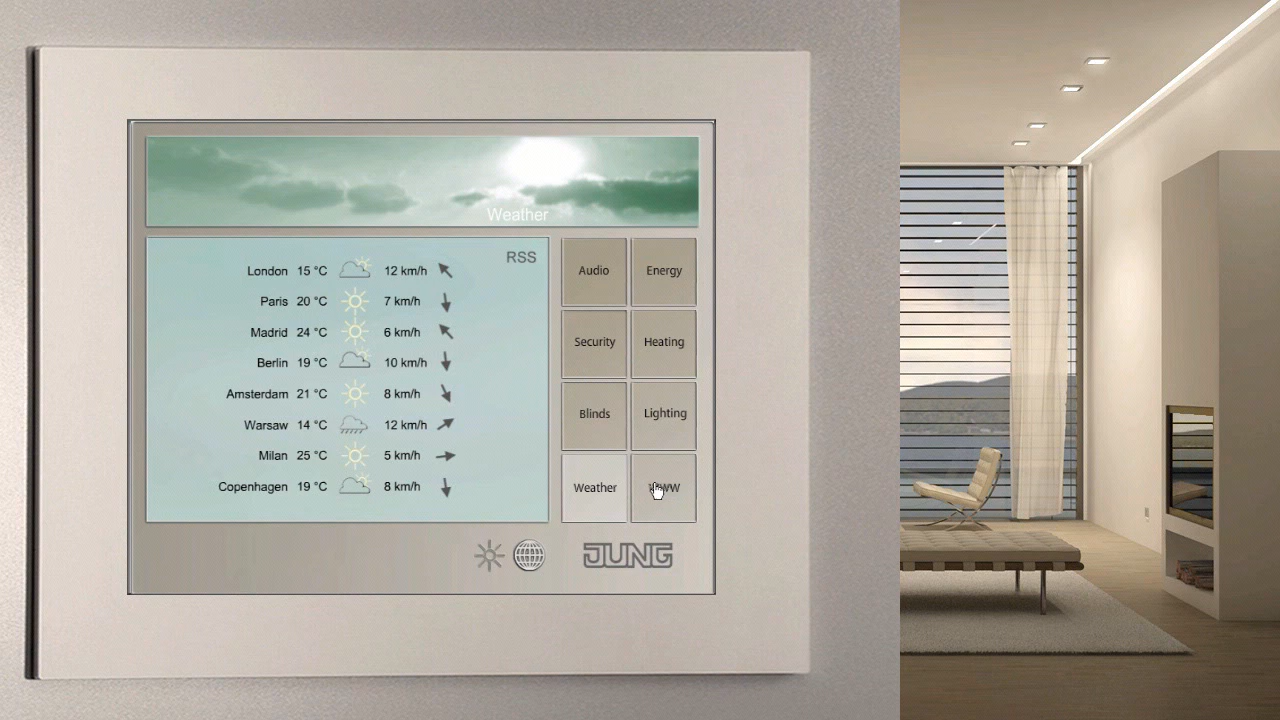 Weather
RSS
London 15 °C 12 km/h
Paris 20 °C 7 km/h
Madrid 24 °C 6 km/h
Berlin 19 °C 10 km/h
Amsterdam 21 °C 8 km/h
Warsaw 14 °C 12 km/h
Milan 25 °C 5 km/h
Copenhagen 19 °C 8 km/h
Audio Energy
Security Heating
Blinds Lighting
Weather WWW
JUNG